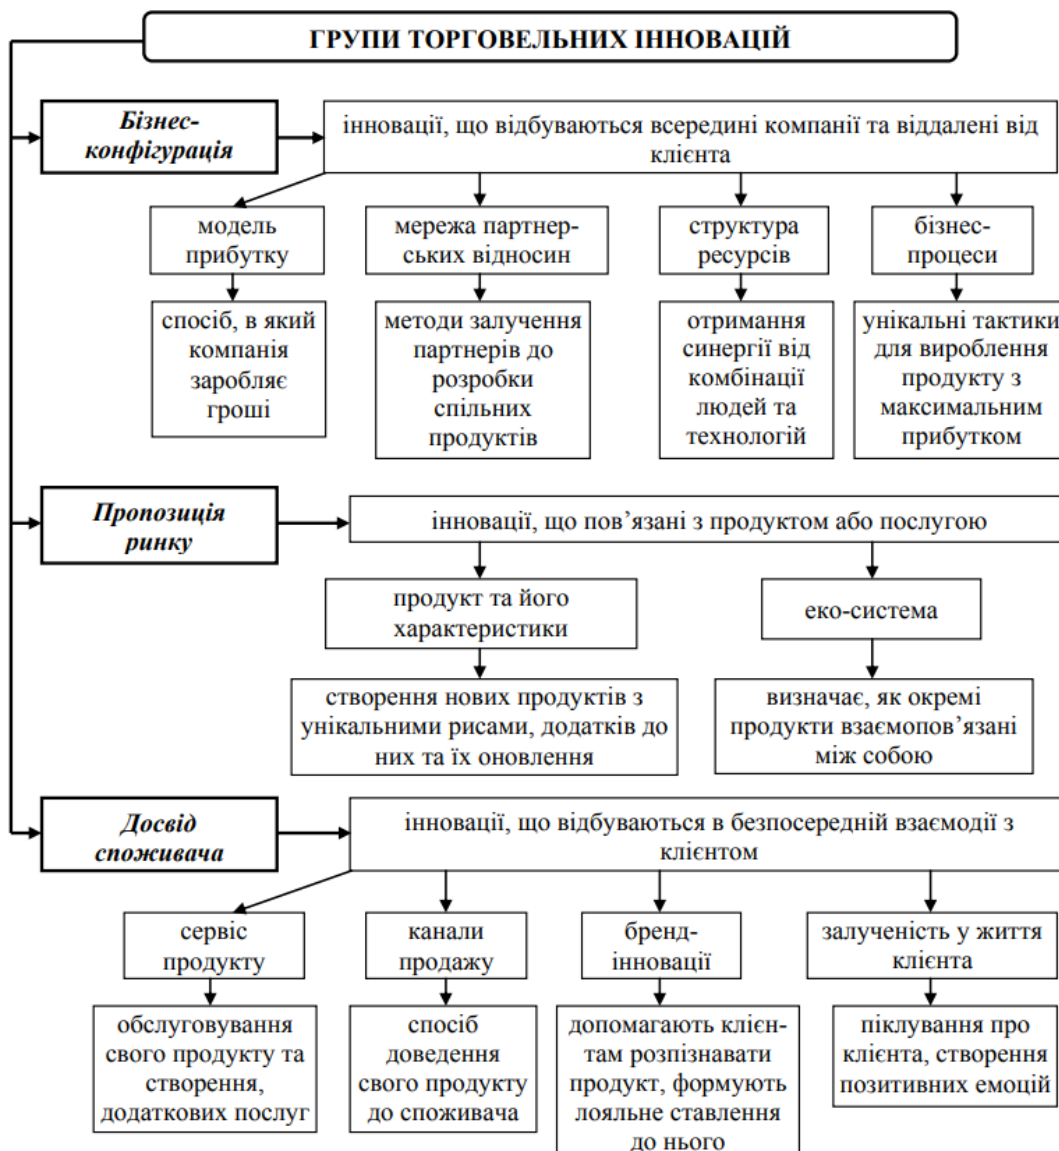 ГРУПИ ТОРГОВЕЛЬНИХ ІННОВАЦІЙ
Бізнес-
конфігурація
інновації, що відбуваються всередині компанії та віддалені від
клієнта
модель
прибутку
мережа партнер-
ських відносин
структура
ресурсів
бізнес-
процеси
спосіб, в який
компанія
заробляє
гроші
методи залучення
партнерів до
розробки
спільних
продуктів
отримання
синергії від
комбінації
людей та
технологій
унікальні тактики
для вироблення
продукту з
максимальним
прибутком
Пропозиція
ринку
інновації, що пов’язані з продуктом або послугою
продукт та його
характеристики
еко-система
створення нових продуктів з
унікальними рисами, додатків до
них та їх оновлення
визначає, як окремі
продукти взаємопов’язані
між собою
Досвід
споживача
інновації, що відбуваються в безпосередній взаємодії з
клієнтом
сервіс
продукту
канали
продажу
бренд-
інновації
залученість у життя
клієнта
обслуговування
свого продукту та
створення,
додаткових послуг
спосіб
доведення
свого продукту
до споживача
допомагають клієн-
там розпізнавати
продукт, формують
лояльне ставлення
до нього
піклування про
клієнта, створення
позитивних емоцій